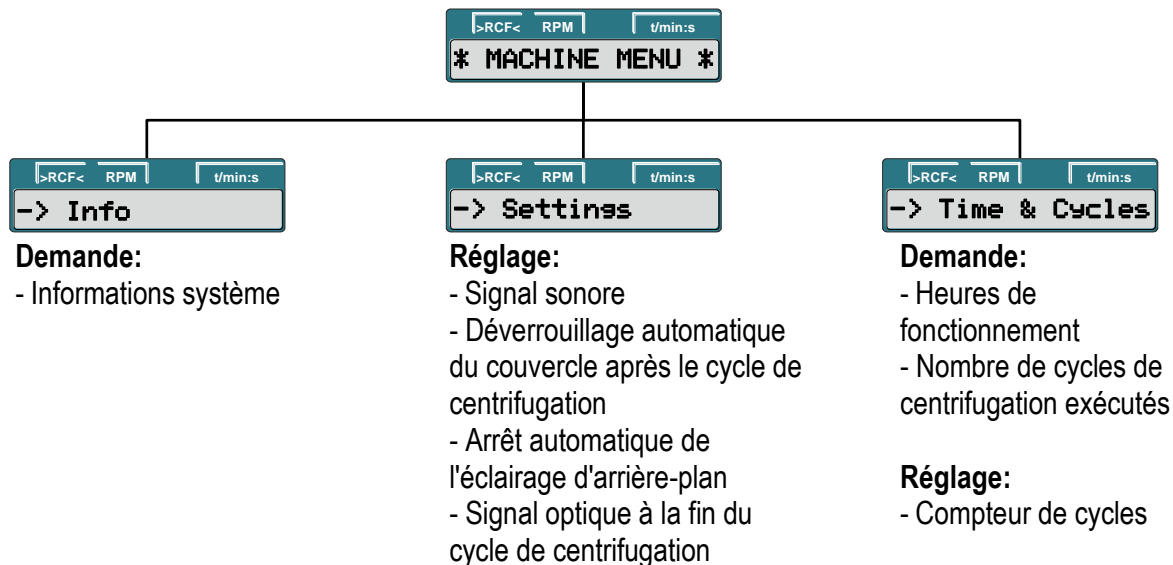 >RCF< RPM t/min:s
* MACHINE MENU *
>RCF< RPM t/min:s
-> Info
Demande:
- Informations système
>RCF< RPM t/min:s
-> Settings
Réglage:
- Signal sonore
- Déverrouillage automatique
du couvercle après le cycle de
centrifugation
- Arrêt automatique de
l'éclairage d'arrière-plan
- Signal optique à la fin du
cycle de centrifugation
>RCF< RPM t/min:s
-> Time & Cycles
Demande:
- Heures de
fonctionnement
- Nombre de cycles de
centrifugation exécutés
Réglage:
- Compteur de cycles